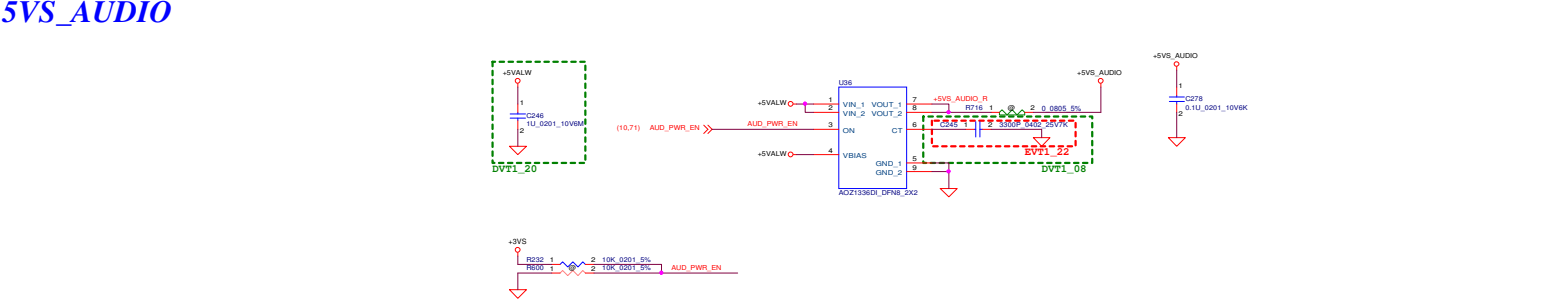 5VS_AUDIO
+5VALW
1
C246
1U_0201_10V6M
2
DVT1_20
(10,71) AUD_PWR_EN
AUD_PWR_EN
+5VALW
+5VALW
U36
1 VIN_1 VOUT_1 7
2 VIN_2 VOUT_2 8
3 ON CT 6
4 VBIAS
GND_1 5
GND_2 9
AOZ1336DI_DFN8_2X2
+5VS_AUDIO_R
R716 1 @ 2 0_0805_5%
+5VS_AUDIO
C245 1 2 3300P_0402_25V7K
EVT1_22
DVT1_08
+5VS_AUDIO
1
C278
0.1U_0201_10V6K
2
+3VS
R232 1 2 10K_0201_5%
R600 1 @ 2 10K_0201_5%
AUD_PWR_EN